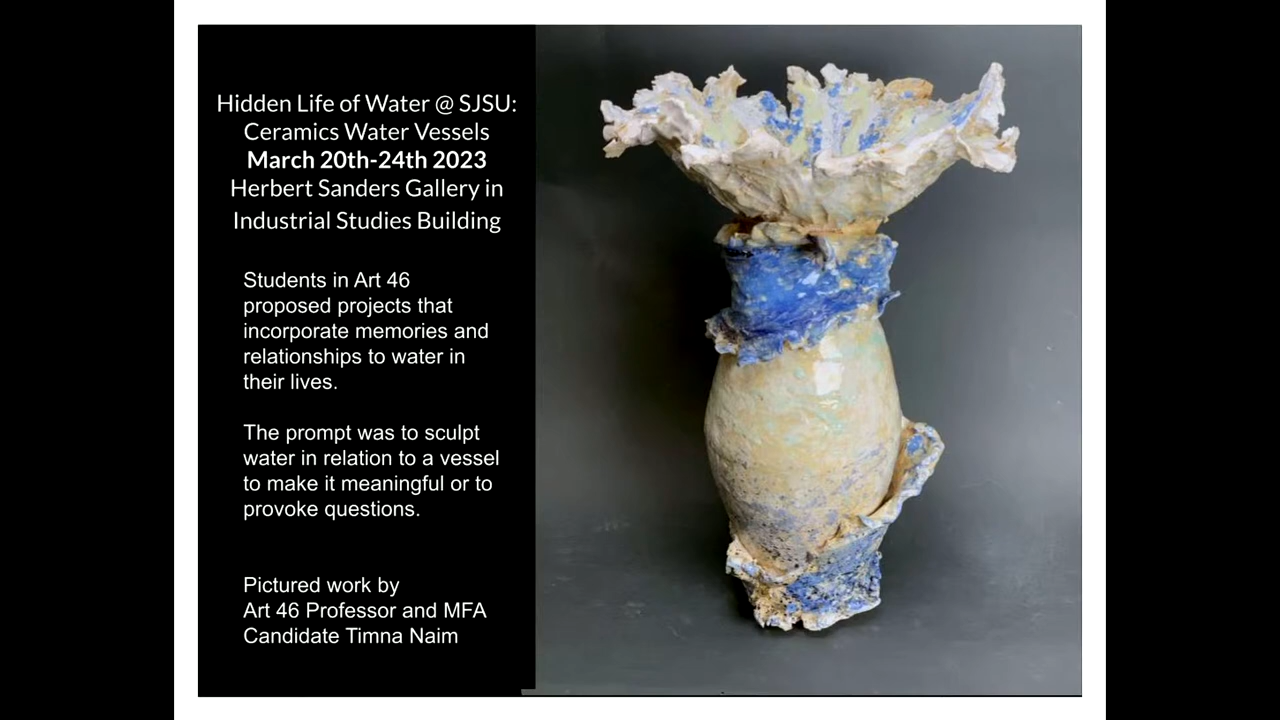 Hidden Life of Water @ SJSU:
Ceramics Water Vessels
March 20th-24th 2023
Herbert Sanders Gallery in
Industrial Studies Building
Students in Art 46
proposed projects that
incorporate memories and
relationships to water in
their lives.
The prompt was to sculpt
water in relation to a vessel
to make it meaningful or to
provoke questions.
Pictured work by
Art 46 Professor and MFA
Candidate Timna Naim